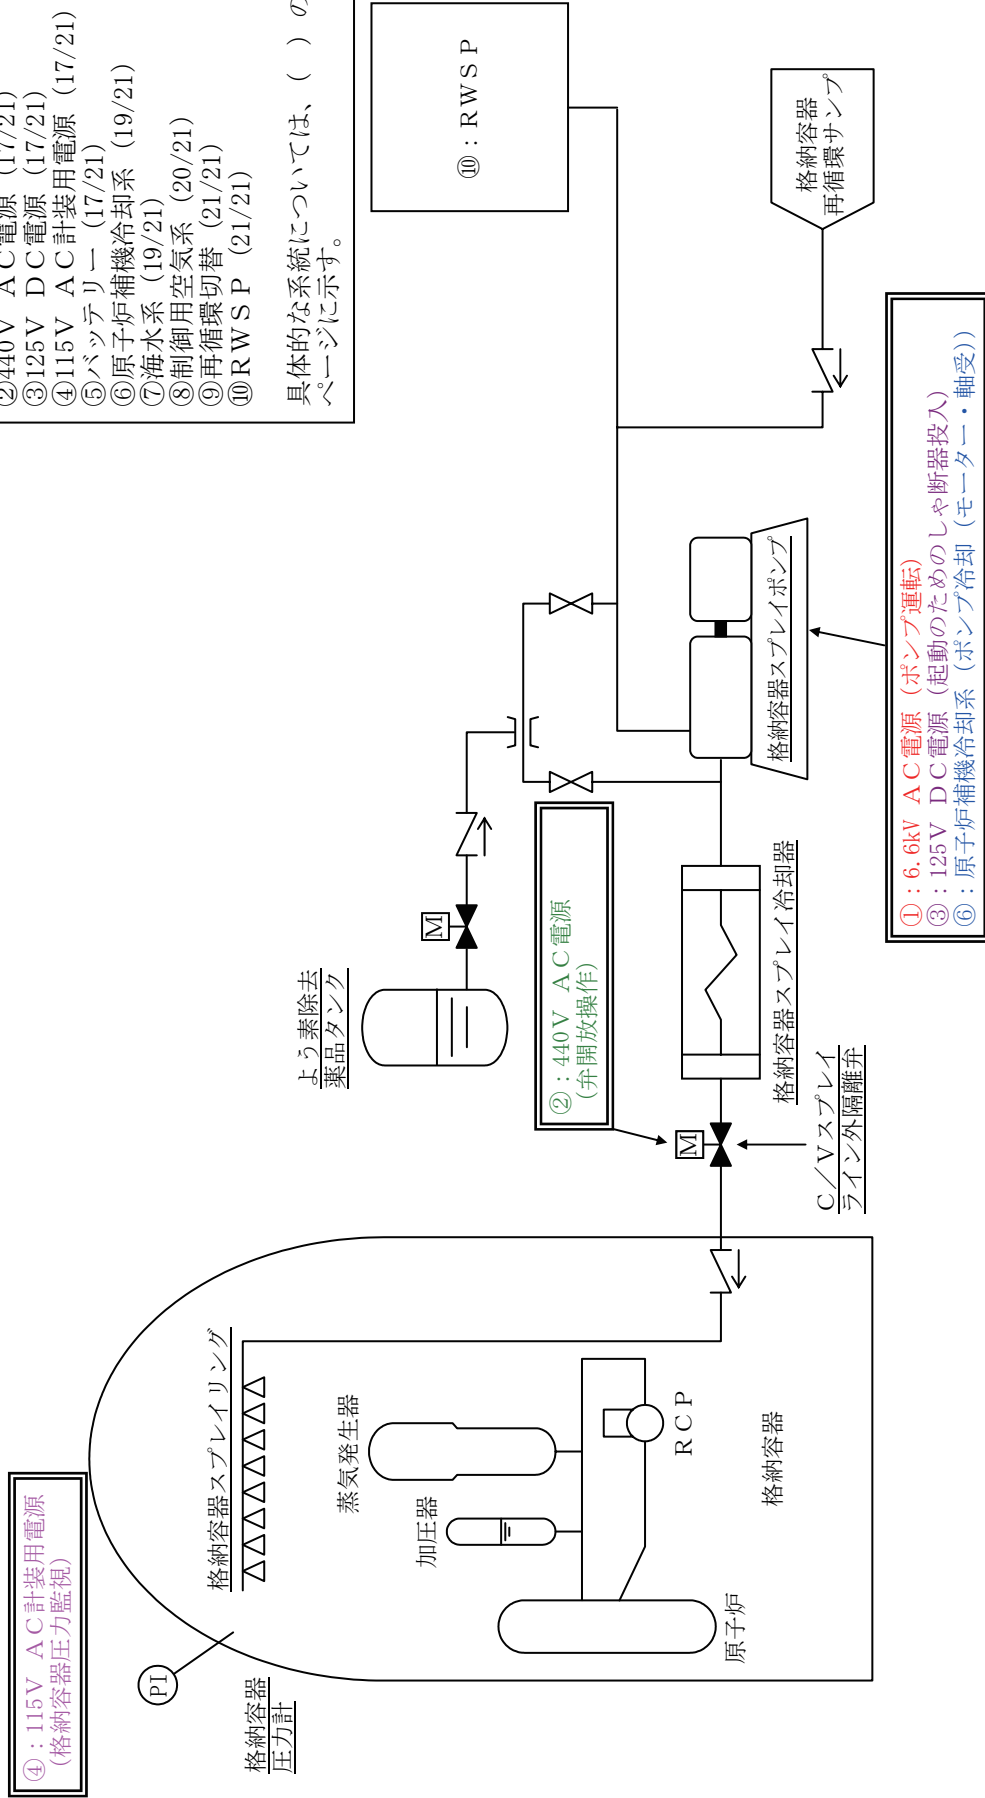 ②440V AC電源 (17/21)
③125V DC電源 (17/21)
④115V AC計装用電源 (17/21)
⑤バッテリー (17/21)
⑥原子炉補機冷却系 (19/21)
⑦海水系 (19/21)
⑧制御用空気系 (20/21)
⑨再循環切替 (21/21)
⑩RWSP (21/21)
具体的な系統については、( ) の
ページに示す。
④:115V AC計装用電源
(格納容器圧力監視)
PI
格納容器
圧力計
格納容器スプレイリング
蒸気発生器
加圧器
RCP
原子炉
格納容器
よう素除去
薬品タンク
M
②:440V AC電源
(弁開放操作)
M
C/Vスプレイ
ライン外隔離弁
格納容器スプレイ冷却器
格納容器スプレイポンプ
⑩:RWSP
格納容器
再循環サンプ
①:6.6kV AC電源 (ポンプ運転)
③:125V DC電源 (起動のためのしゃ断器投入)
⑥:原子炉補機冷却系 (ポンプ冷却 (モーター・軸受))